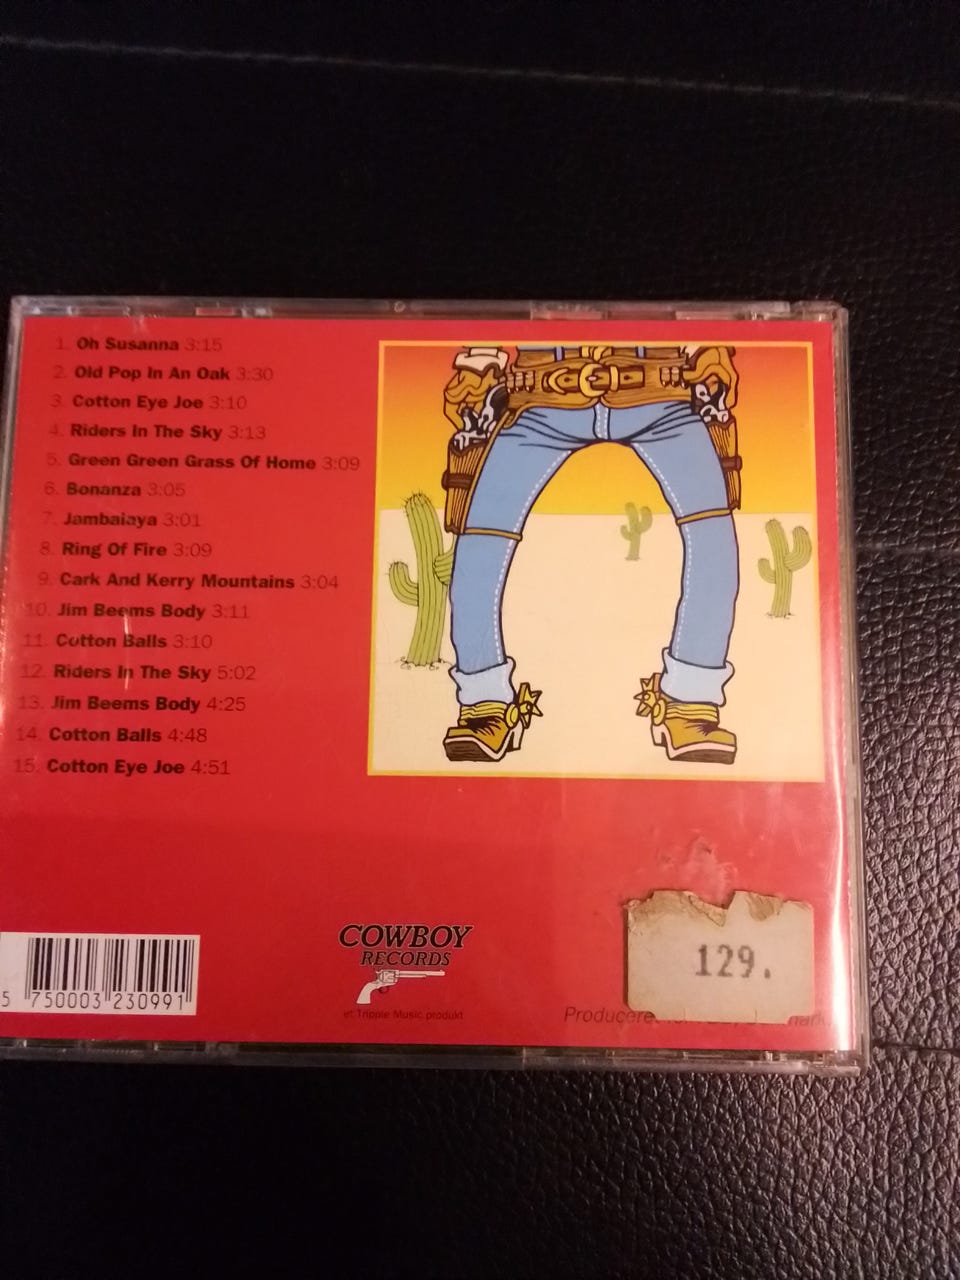 1. Oh Susanna 3:15
2. Old Pop In An Oak 3:30
3. Cotton Eye Joe 3:10
4. Riders In The Sky 3:13
5. Green Green Grass Of Home 3:09
6. Bonanza 3:05
7. Jambaiaya 3:01
8. Ring Of Fire 3:09
9. Cark And Kerry Mountains 3:04
10. Jim Beems Body 3:11
11. Cotton Balls 3:10
12. Riders In The Sky 5:02
13. Jim Beems Body 4:25
14. Cotton Balls 4:48
15. Cotton Eye Joe 4:51
5 750003 230991
COWBOY
RECORDS
et Tripple Music produkt
129.